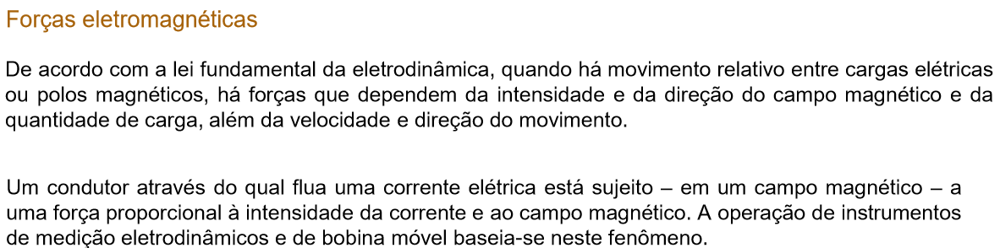 Forças eletromagnéticas
De acordo com a lei fundamental da eletrodinâmica, quando há movimento relativo entre cargas elétricas
ou polos magnéticos, há forças que dependem da intensidade e da direção do campo magnético e da
quantidade de carga, além da velocidade e direção do movimento.
Um condutor através do qual flua uma corrente elétrica está sujeito – em um campo magnético – a
uma força proporcional à intensidade da corrente e ao campo magnético. A operação de instrumentos
de medição eletrodinâmicos e de bobina móvel baseia-se neste fenômeno.